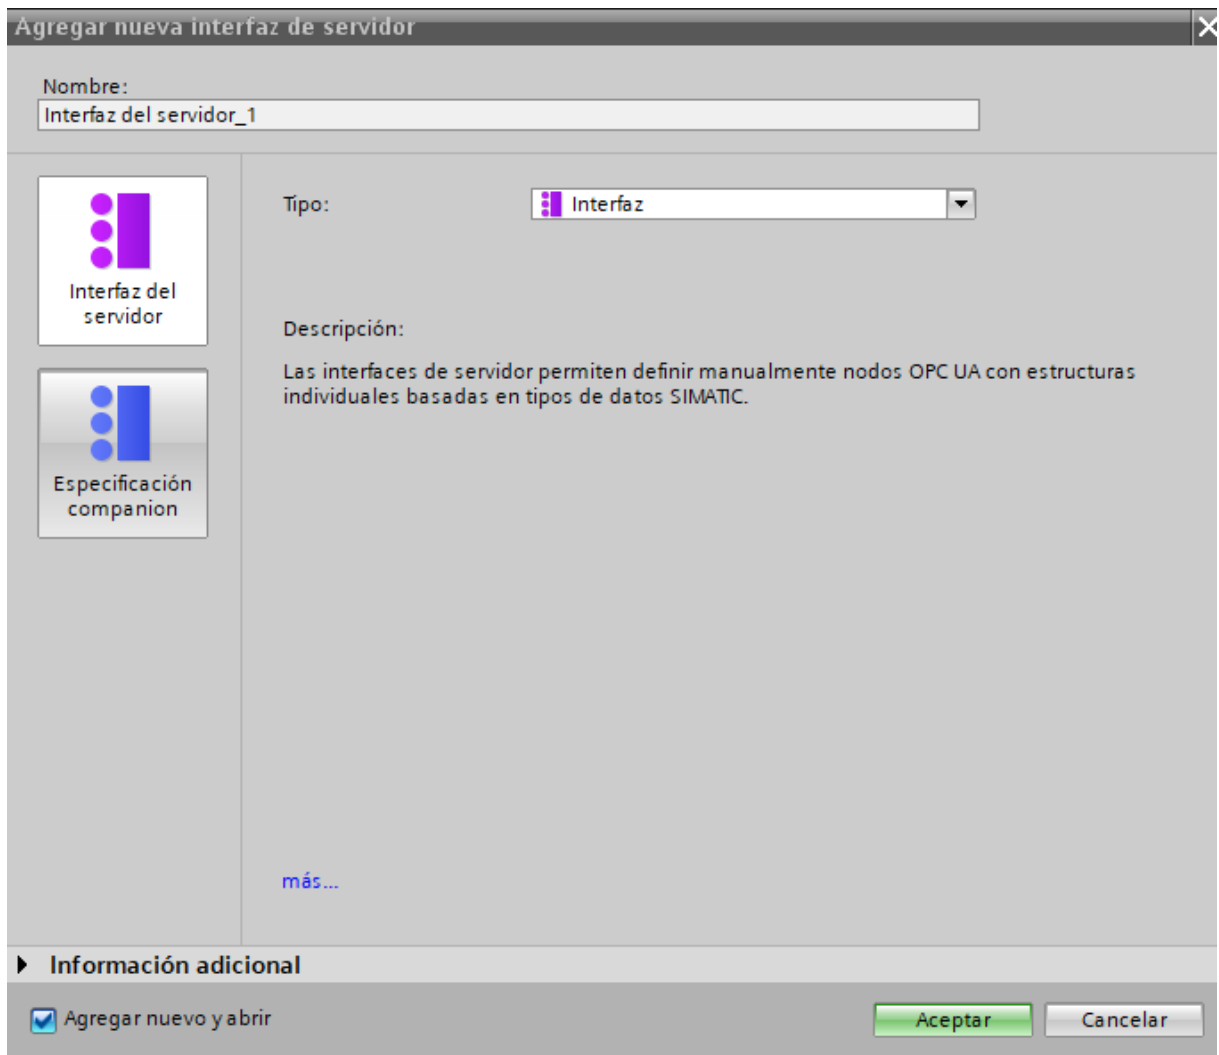 Agregar nueva interfaz de servidor
Nombre:
Interfaz del servidor_1
Interfaz del
servidor
Especificación
companion
Tipo:
Interfaz
Descripción:
Las interfaces de servidor permiten definir manualmente nodos OPC UA con estructuras
individuales basadas en tipos de datos SIMATIC.
más...
Información adicional
Agregar nuevo y abrir
Aceptar
Cancelar